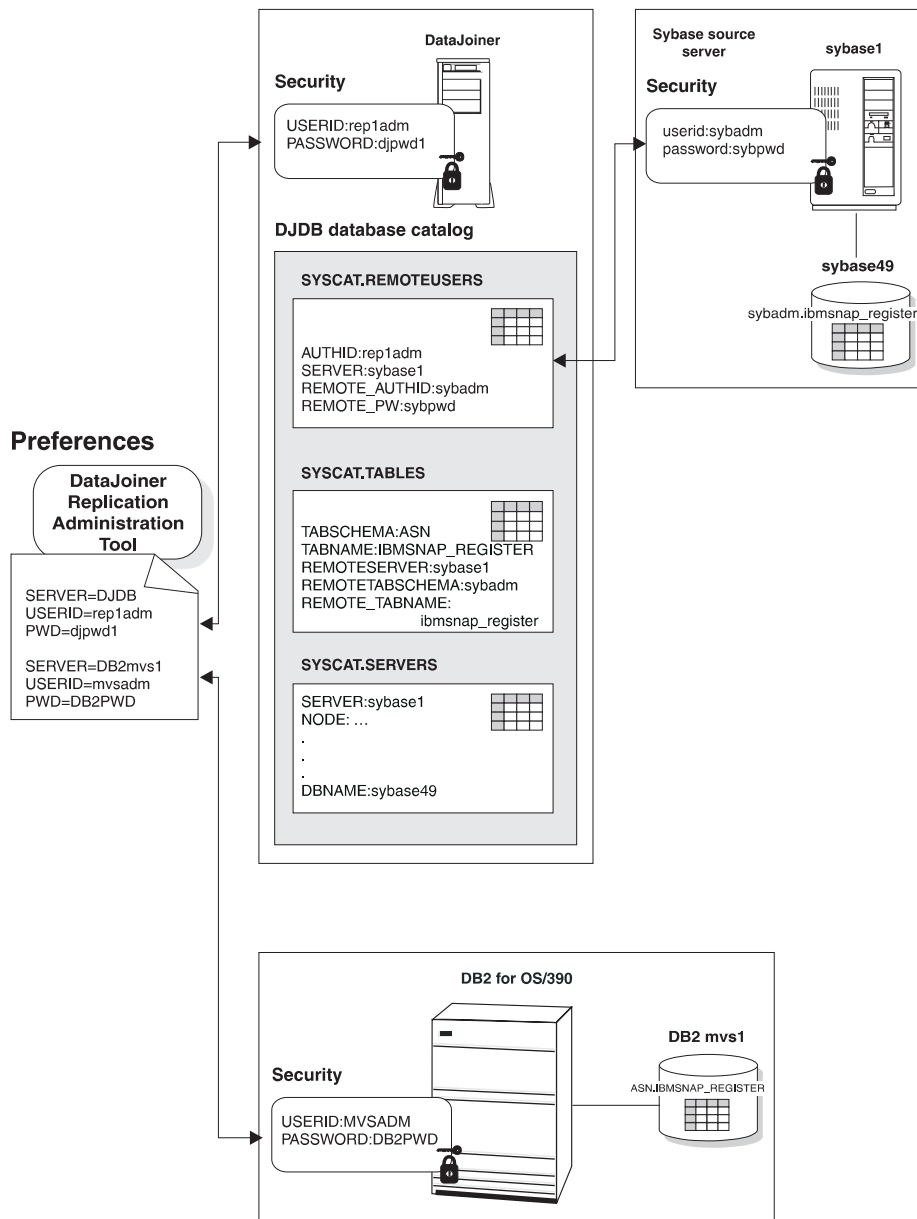 DataJoiner
Security
USERID:rep1adm
PASSWORD:djpwd1
Sybase source
server
sybase1
Security
userid:sybadm
password:sybpwd
sybase49
sybadm.ibmsnap_register
DJDB database catalog
SYSCAT.REMOTEUSERS
AUTHID:rep1adm
SERVER:sybase1
REMOTE_AUTHID:sybadm
REMOTE_PW:sybpwd
SYSCAT.TABLES
TABSCHEMA:ASN
TABNAME:IBMSNAP_REGISTER
REMOTESERVER:sybase1
REMOTETABSCHEMA:sybadm
REMOTE_TABNAME:
ibmsnap_register
SYSCAT.SERVERS
SERVER:sybase1
NODE: ...
.
.
.
DBNAME:sybase49
Preferences
DataJoiner
Replication
Administration
Tool
SERVER=DJDB
USERID=rep1adm
PWD=djpwd1
SERVER=DB2mvs1
USERID=mvsadm
PWD=DB2PWD
DB2 for OS/390
Security
USERID:MVSADM
PASSWORD:DB2PWD
DB2 mvs1
ASN.IBMSNAP_REGISTER